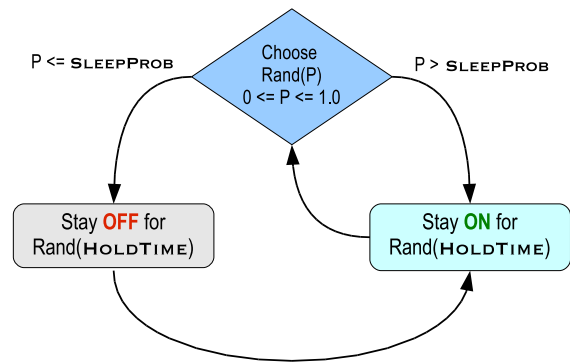 Choose
Rand(P)
0 <= P <= 1.0
P <= SLEEPPROB
P > SLEEPPROB
Stay OFF for
Rand(HOLDTIME)
Stay ON for
Rand(HOLDTIME)